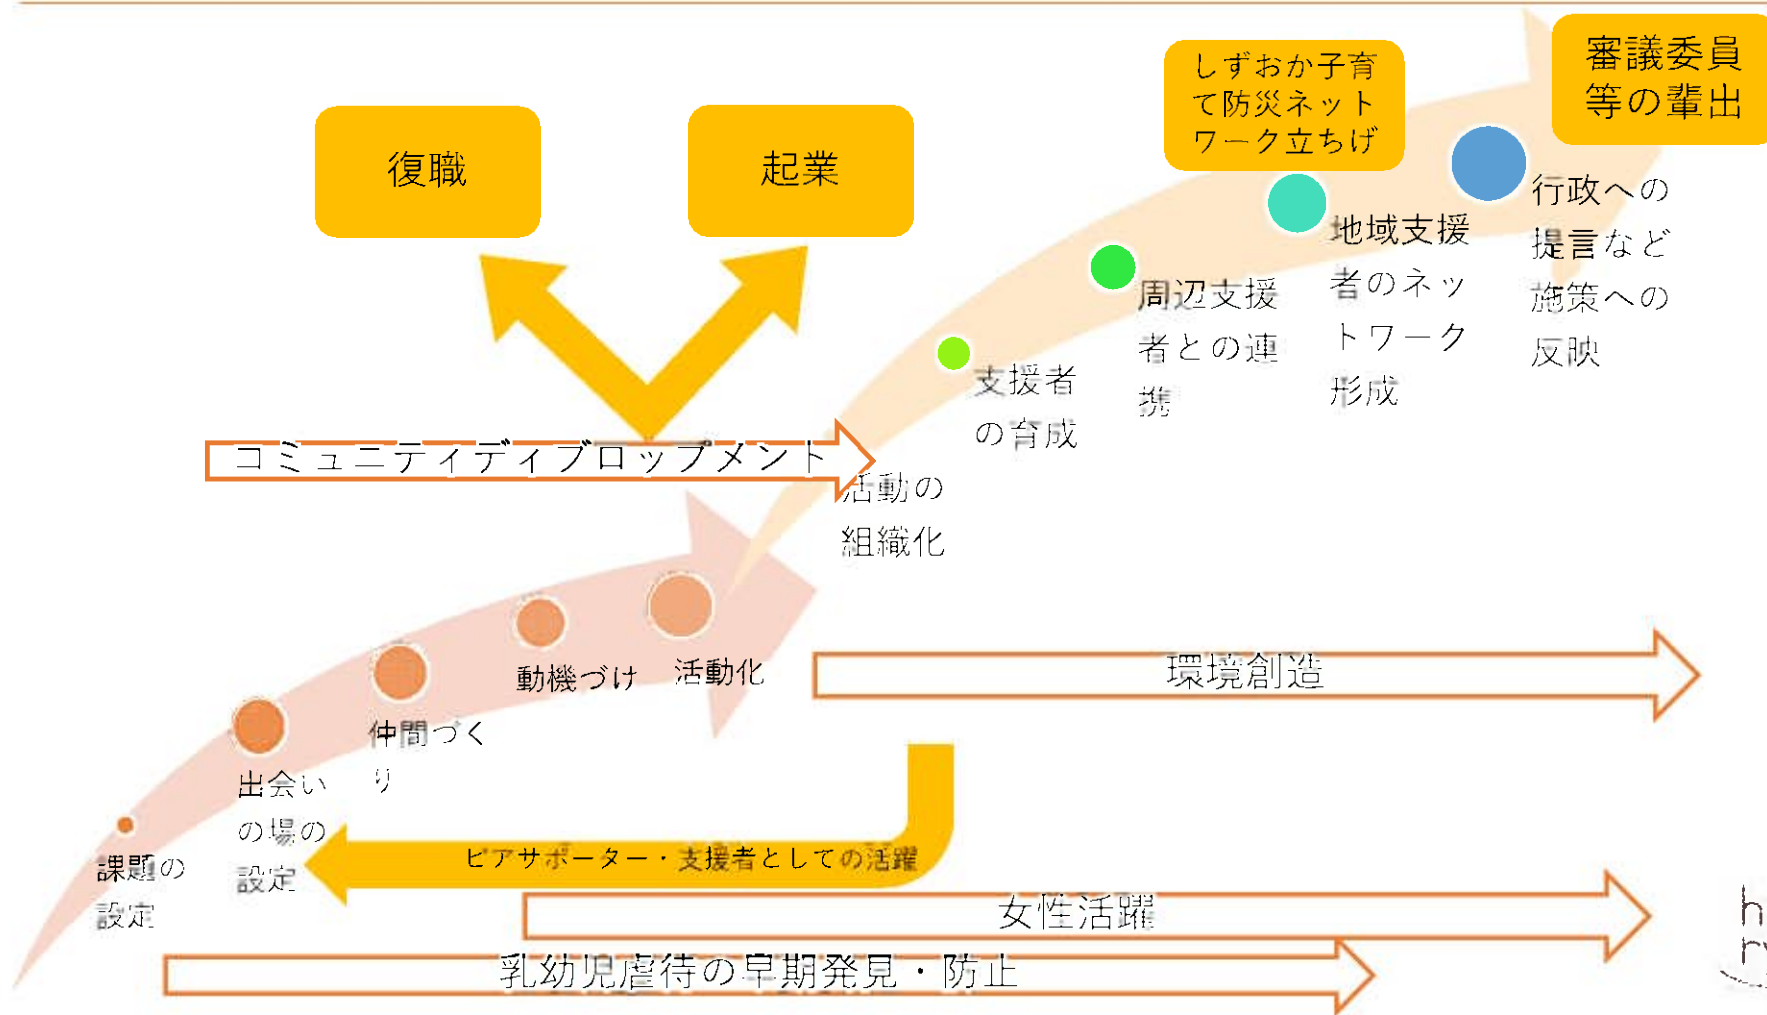 審議委員
等の輩出
しずおか子育
て防災ネット
ワーク立ちげ
復職
起業
行政への
提言など
施策への
反映
地域支援
者のネッ
トワーク
形成
周辺支援
者との連
携
支援者
の育成
コミュニティディブロップメント
活動の
組織化
動機づけ
活動化
環境創造
仲間づく
り
出会い
の場の
設定
課題の
設定
ピアサポーター・支援者としての活躍
女性活躍
乳幼児虐待の早期発見・防止